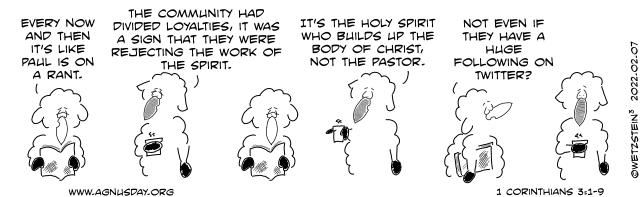 EVERY NOW
AND THEN
IT'S LIKE
PAUL IS ON
A RANT.
THE COMMUNITY HAD
DIVIDED LOYALTIES, IT WAS
A SIGN THAT THEY WERE
REJECTING THE WORK OF
THE SPIRIT.
IT'S THE HOLY SPIRIT
WHO BUILDS UP THE
BODY OF CHRIST,
NOT THE PASTOR.
NOT EVEN IF
THEY HAVE A
HUGE
FOLLOWING ON
TWITTER?
©WETZSTEIN³ 2022.02.07
WWW.AGNUSDAY.ORG
1 CORINTHIANS 3:1-9